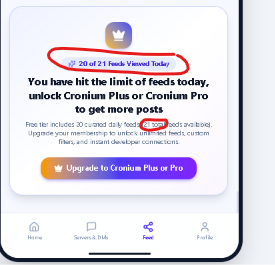 20 of 21 Feeds Viewed Today
You have hit the limit of feeds today,
unlock Cronium Plus or Cronium Pro
to get more posts
Free tier includes 20 curated daily feeds (21 total feeds available).
Upgrade your membership to unlock unlimited feeds, custom
filters, and instant developer connections.
Upgrade to Cronium Plus or Pro
Home
Servers & DMs
Feed
Profile